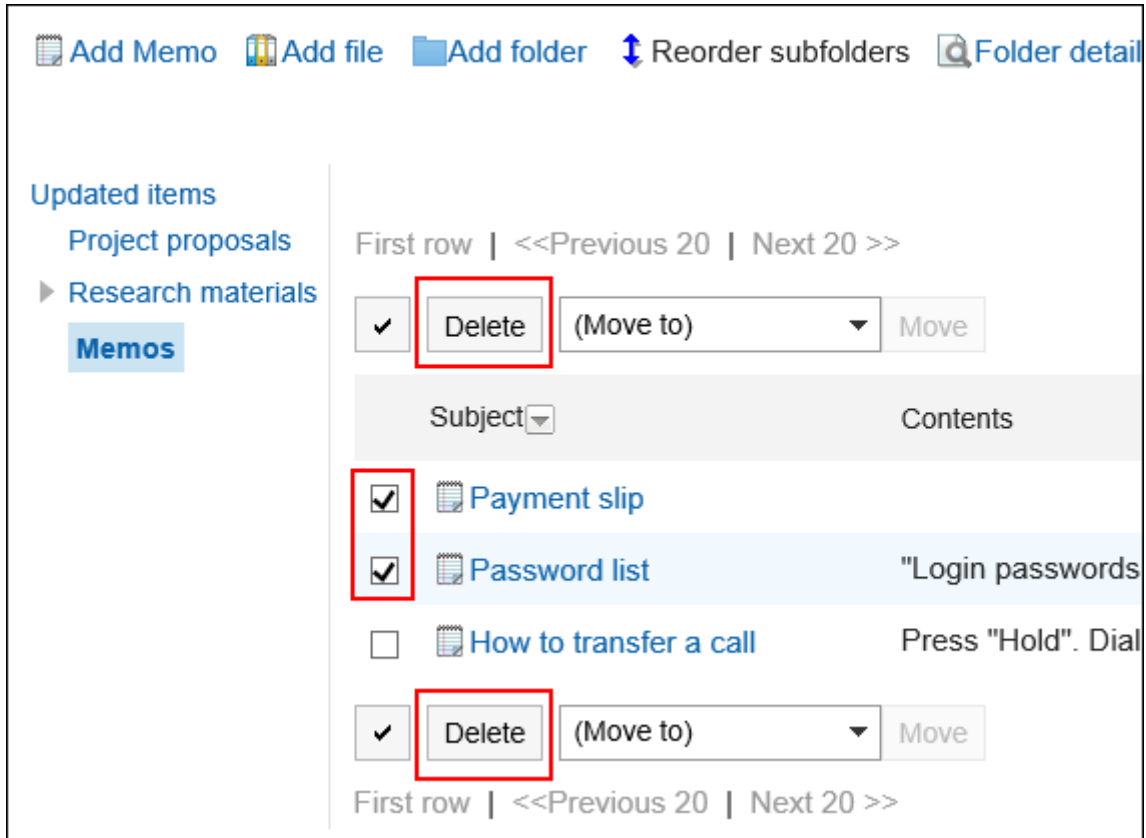 Add Memo Add file Add folder Reorder subfolders Folder detail
Updated items
Project proposals
Research materials
Memos
First row | <<Previous 20 | Next 20 >>
Delete (Move to) Move
Subject Contents
Payment slip
Password list "Login passwords
How to transfer a call Press "Hold". Dial
Delete (Move to) Move
First row | <<Previous 20 | Next 20 >>